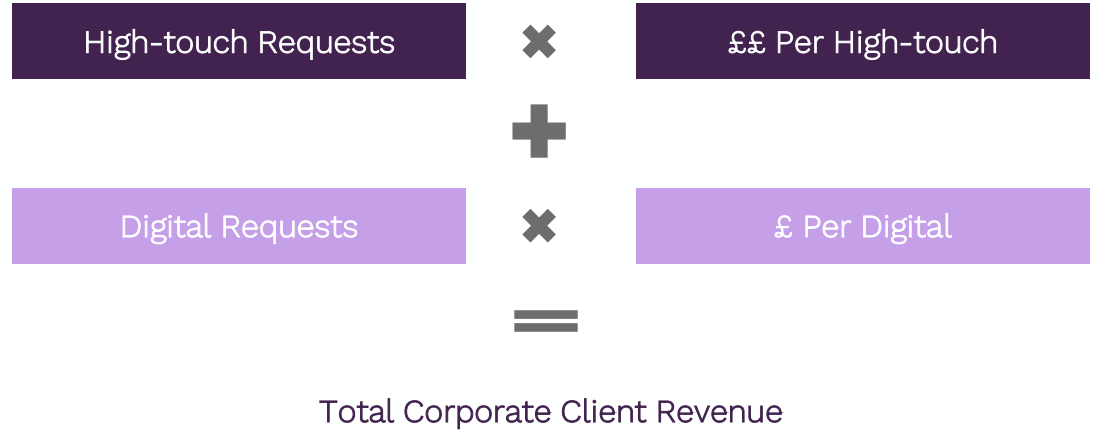 High-touch Requests
££ Per High-touch
Digital Requests
£ Per Digital
Total Corporate Client Revenue